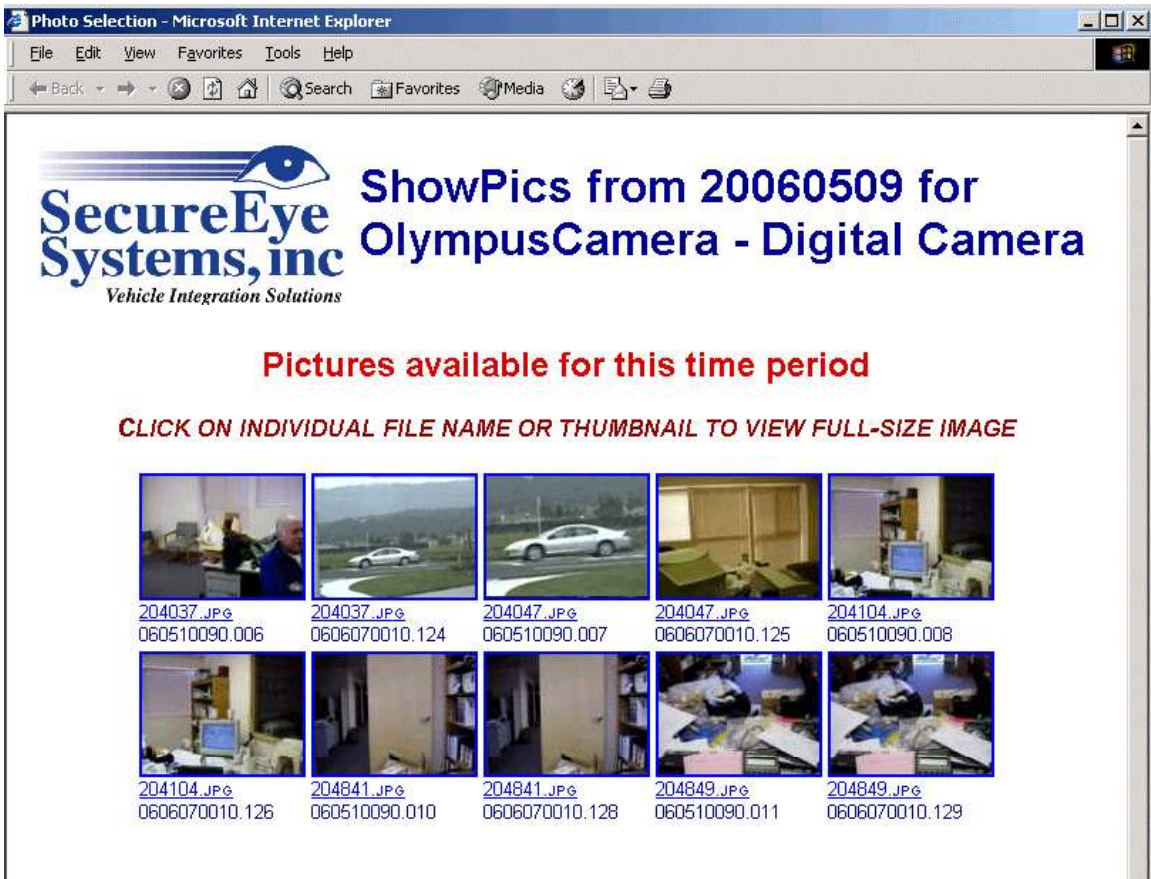 Photo Selection - Microsoft Internet Explorer
File Edit View Favorites Tools Help
Back Search Favorites Media
SecureEye
Systems, inc
Vehicle Integration Solutions
ShowPics from 20060509 for
OlympusCamera - Digital Camera
Pictures available for this time period
CLICK ON INDIVIDUAL FILE NAME OR THUMBNAIL TO VIEW FULL-SIZE IMAGE
204037.JPG 204037.JPG 204047.JPG 204047.JPG 204104.JPG
060510090.006 0606070010.124 060510090.007 0606070010.125 060510090.008
204104.JPG 204841.JPG 204841.JPG 204849.JPG 204849.JPG
0606070010.126 060510090.010 0606070010.128 060510090.011 0606070010.129